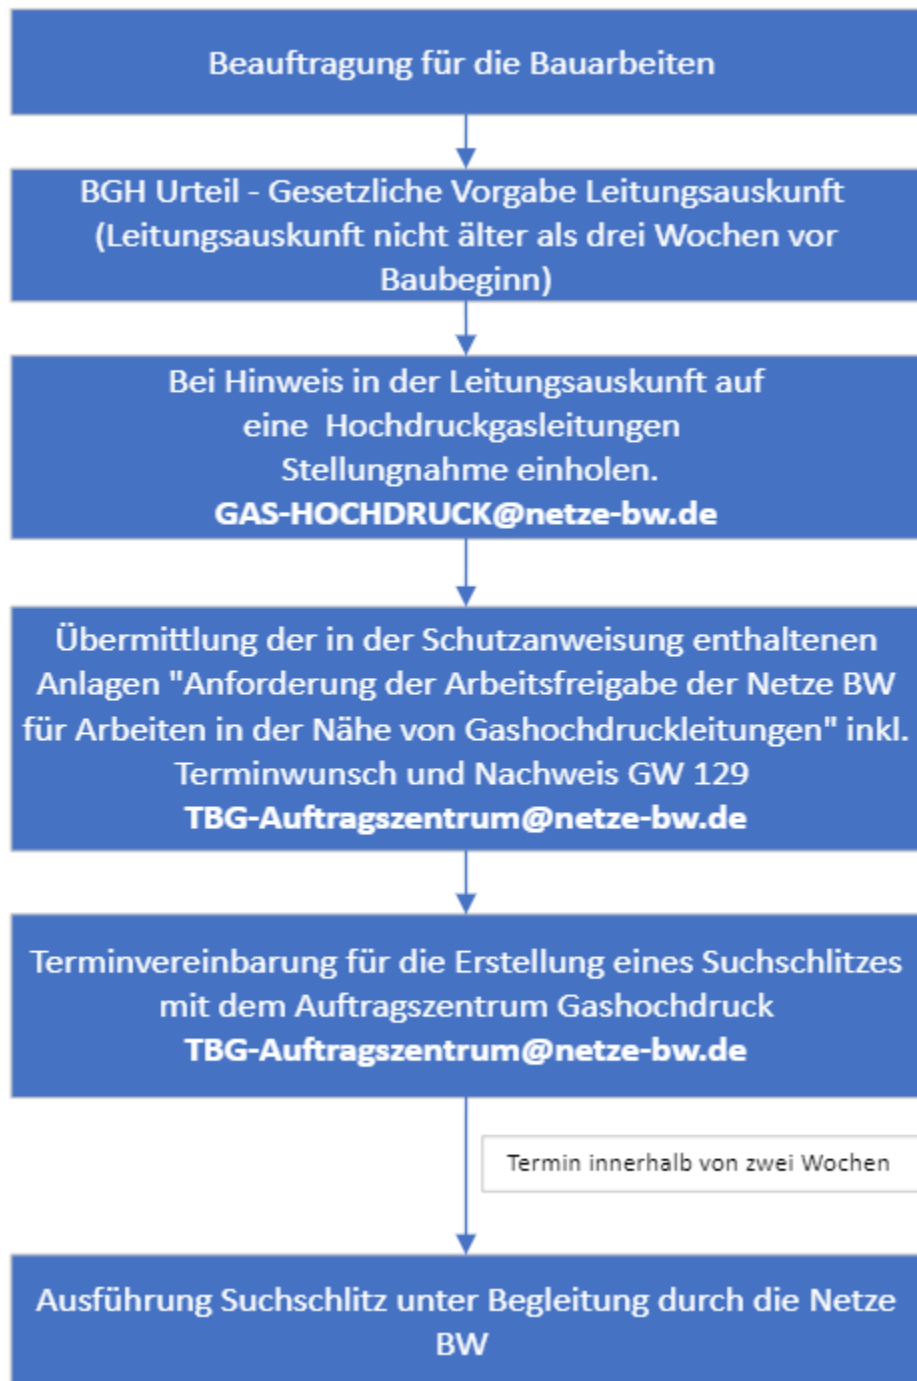 Beauftragung für die Bauarbeiten
BGH Urteil - Gesetzliche Vorgabe Leitungsauskunft
(Leitungsauskunft nicht älter als drei Wochen vor
Baubeginn)
Bei Hinweis in der Leitungsauskunft auf
eine Hochdruckgasleitungen
Stellungnahme einholen.
GAS-HOCHDRUCK@netze-bw.de
Übermittlung der in der Schutzanweisung enthaltenen
Anlagen "Anforderung der Arbeitsfreigabe der Netze BW
für Arbeiten in der Nähe von Gashochdruckleitungen" inkl.
Terminwunsch und Nachweis GW 129
TBG-Auftragszentrum@netze-bw.de
Terminvereinbarung für die Erstellung eines Suchschlitzes
mit dem Auftragszentrum Gashochdruck
TBG-Auftragszentrum@netze-bw.de
Termin innerhalb von zwei Wochen
Ausführung Suchschlitz unter Begleitung durch die Netze
BW